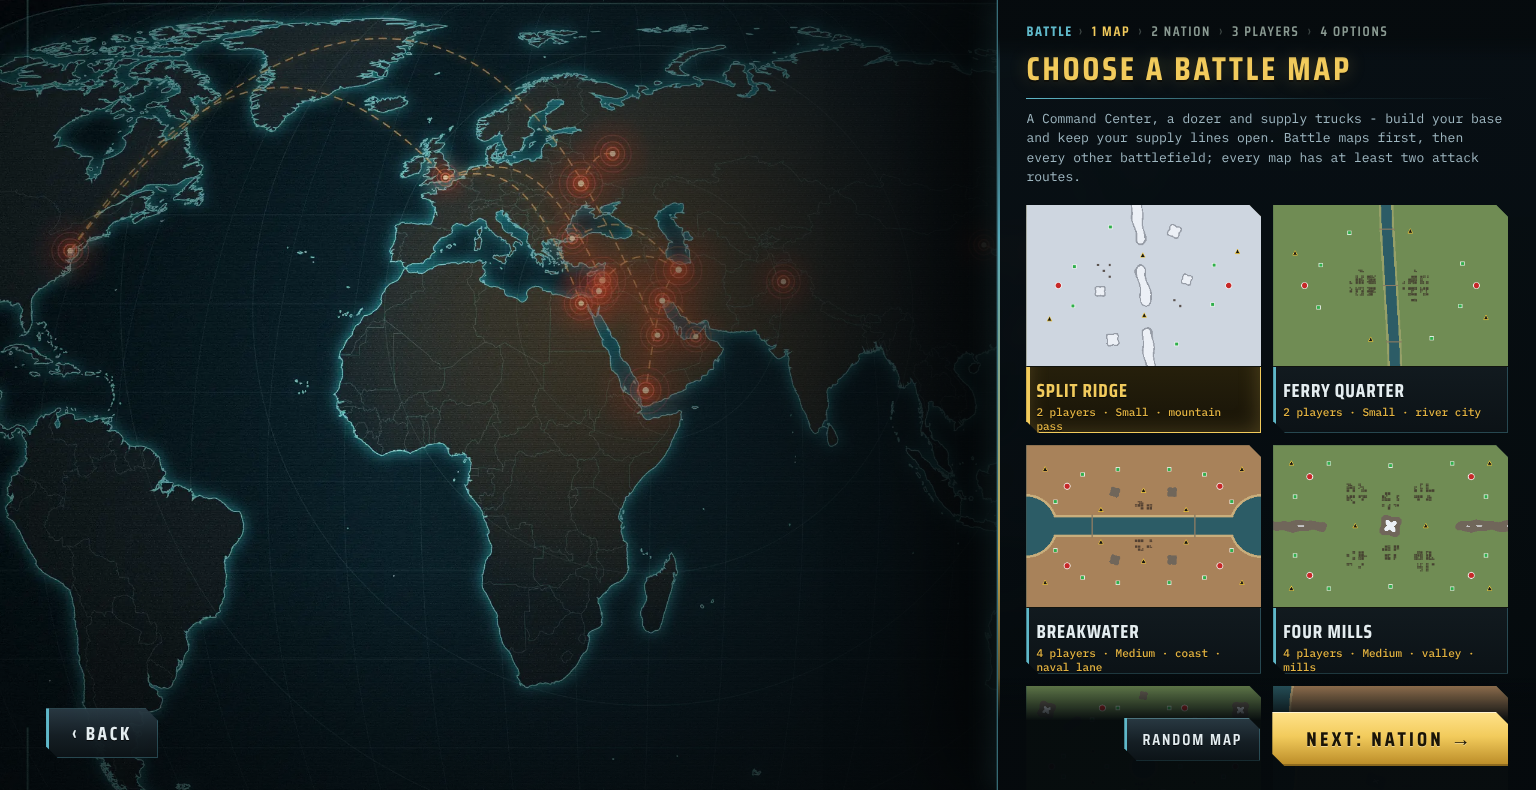 BATTLE › 1 MAP › 2 NATION › 3 PLAYERS › 4 OPTIONS
CHOOSE A BATTLE MAP
A Command Center, a dozer and supply trucks - build your base
and keep your supply lines open. Battle maps first, then
every other battlefield; every map has at least two attack
routes.
SPLIT RIDGE
2 players · Small · mountain
pass
FERRY QUARTER
2 players · Small · river city
BREAKWATER
4 players · Medium · coast ·
naval lane
FOUR MILLS
4 players · Medium · valley ·
mills
‹ BACK
RANDOM MAP
NEXT: NATION →